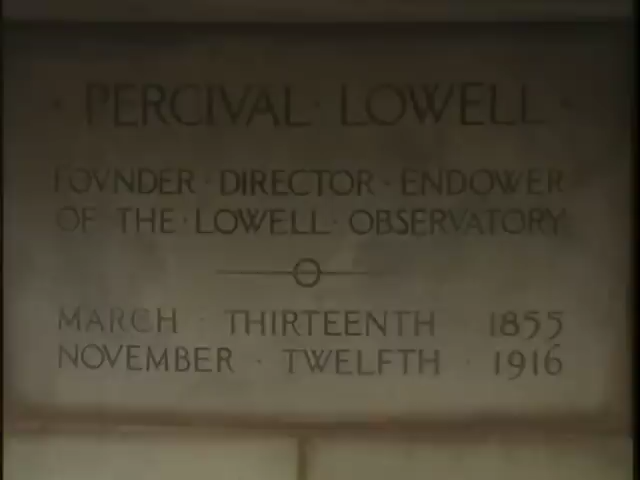 · PERCIVAL · LOWELL ·
FOVNDER · DIRECTOR · ENDOWER
OF · THE · LOWELL · OBSERVATORY
MARCH · THIRTEENTH · 1855
NOVEMBER · TWELFTH · 1916